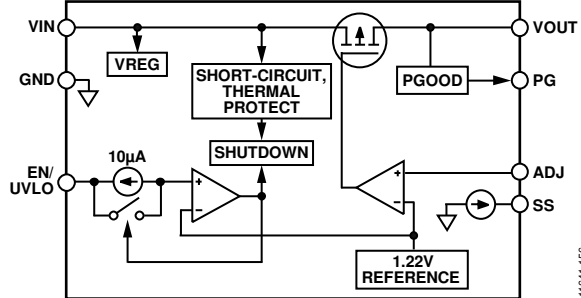 VIN
VOUT
VREG
GND
SHORT-CIRCUIT,
THERMAL
PROTECT
PGOOD
PG
SHUTDOWN
10µA
EN/
UVLO
+
–
+
–
ADJ
SS
1.22V
REFERENCE